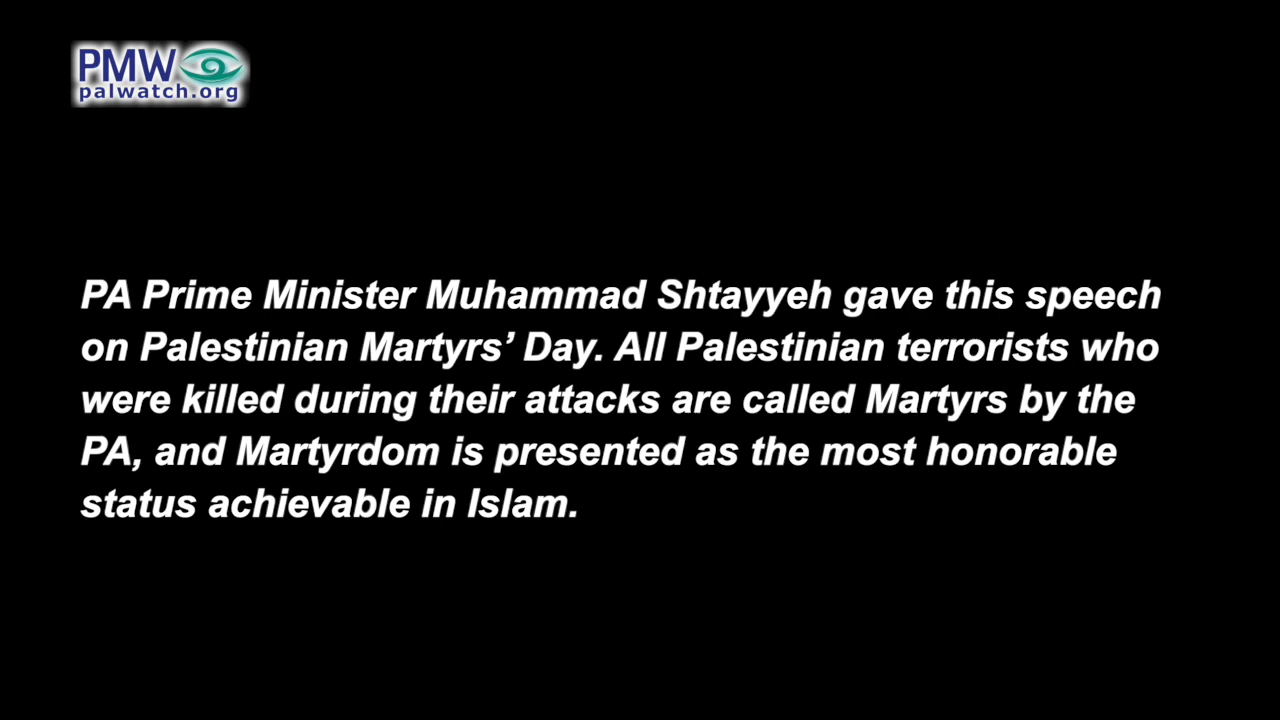 PMW
palwatch.org
PA Prime Minister Muhammad Shtayyeh gave this speech
on Palestinian Martyrs’ Day. All Palestinian terrorists who
were killed during their attacks are called Martyrs by the
PA, and Martyrdom is presented as the most honorable
status achievable in Islam.